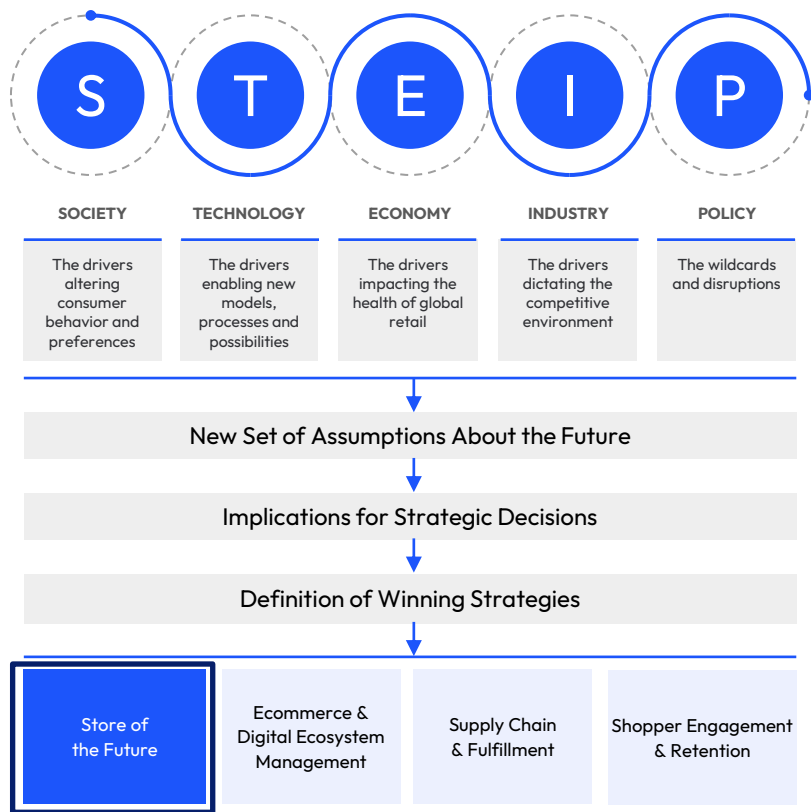 S T E I P
SOCIETY
The drivers
altering
consumer
behavior and
preferences
TECHNOLOGY
The drivers
enabling new
models,
processes and
possibilities
ECONOMY
The drivers
impacting the
health of global
retail
INDUSTRY
The drivers
dictating the
competitive
environment
POLICY
The wildcards
and disruptions
New Set of Assumptions About the Future
Implications for Strategic Decisions
Definition of Winning Strategies
Store of
the Future
Ecommerce &
Digital Ecosystem
Management
Supply Chain
& Fulfillment
Shopper Engagement
& Retention